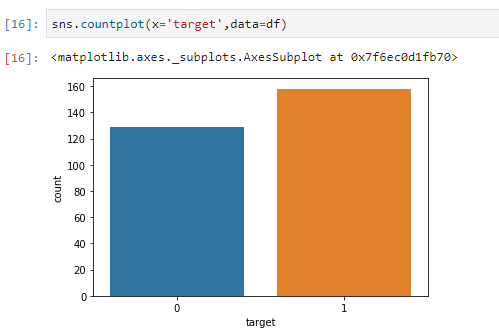 [16]: sns.countplot(x='target',data=df)
[16]: <matplotlib.axes._subplots.AxesSubplot at 0x7f6ec0d1fb70>
160
140
120
100
80
60
40
20
0
count
0 1
target